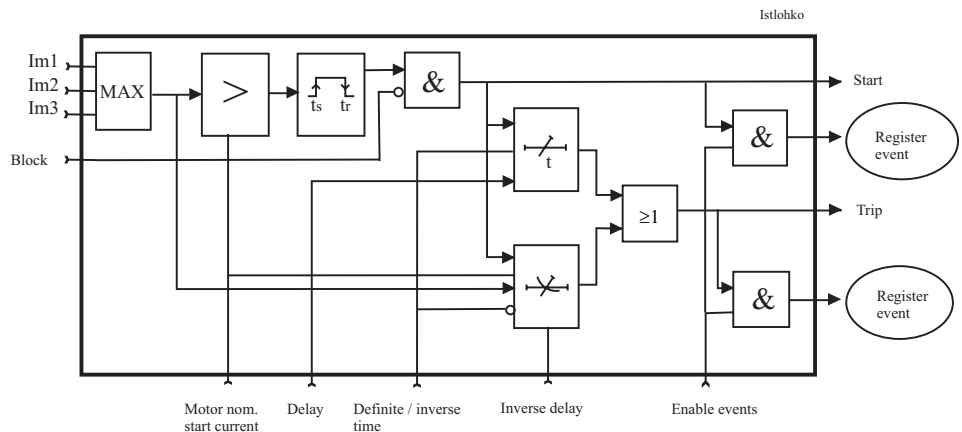 Istlohko
Im1
Im2
Im3
MAX
>
ts
tr
&
Start
Block
t
&
Register
event
≥1
Trip
&
Register
event
Motor nom.
start current
Delay
Definite / inverse
time
Inverse delay
Enable events